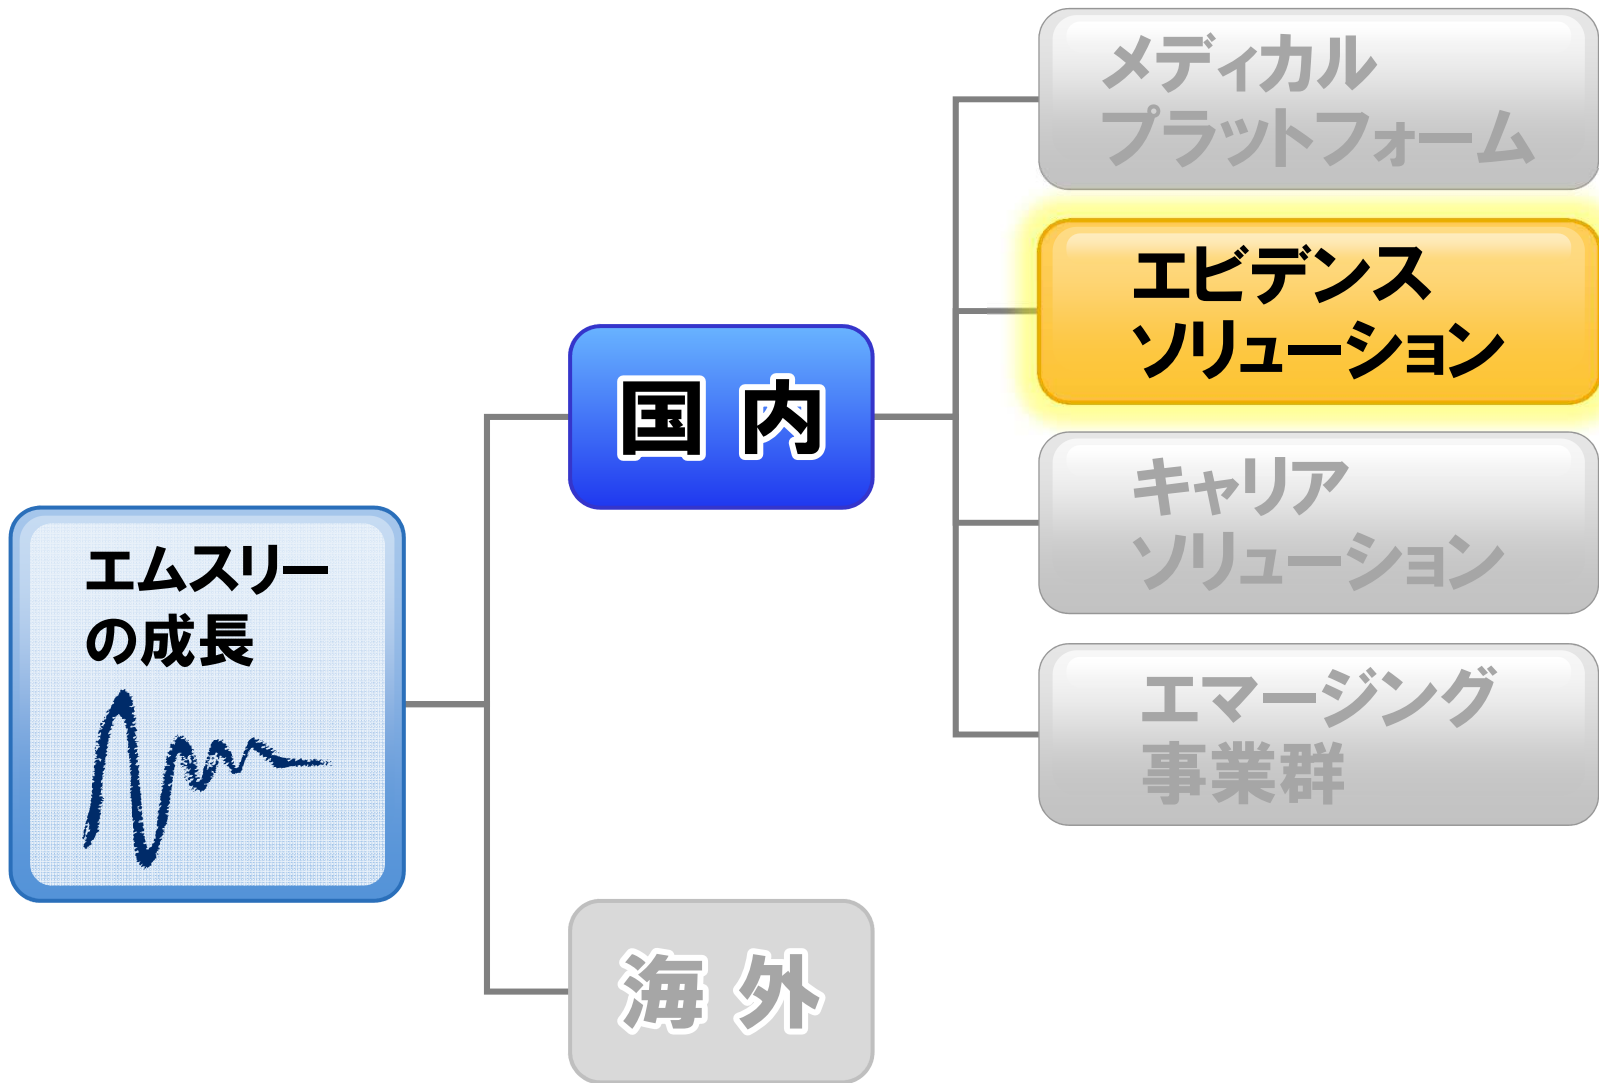 メディカル
プラットフォーム
エビデンス
ソリューション
国内
キャリア
ソリューション
エムスリー
の成長
エマージング
事業群
海外